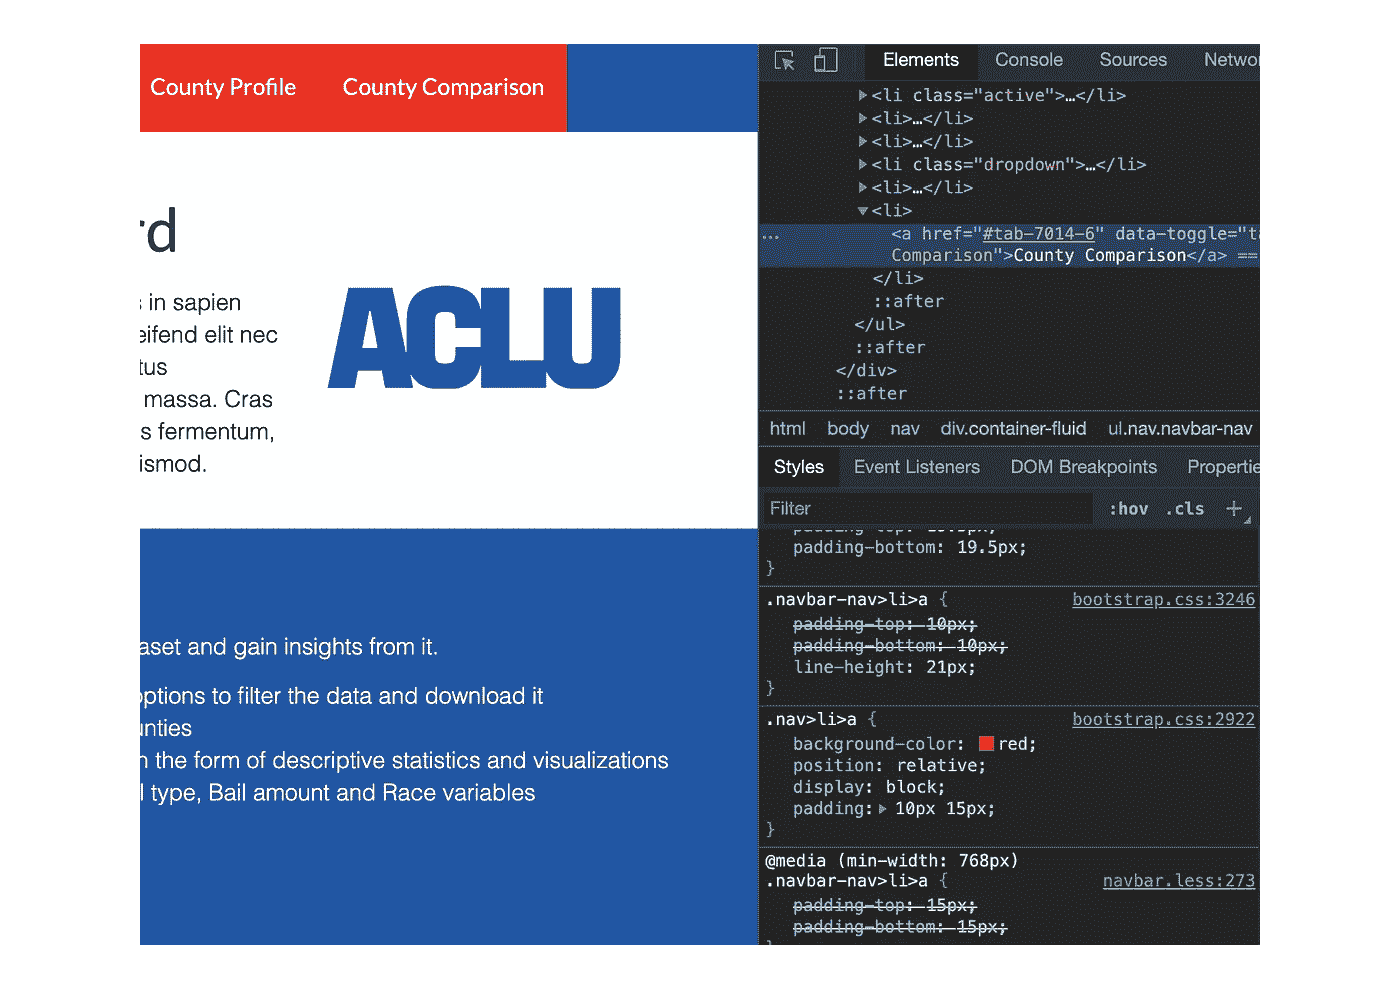 County Profile County Comparison
rd
in sapien
eifend elit nec
tus
massa. Cras
s fermentum,
ismod.
ACLU
aset and gain insights from it.
options to filter the data and download it
unties
n the form of descriptive statistics and visualizations
l type, Bail amount and Race variables
Elements Console Sources Netwo
<li class="active">…</li>
<li>…</li>
<li>…</li>
<li class="dropdown">…</li>
<li>…</li>
<li>
... <a href="#tab-7014-6" data-toggle="ta
Comparison">County Comparison</a> ==
</li>
::after
</ul>
::after
</div>
::after
html body nav div.container-fluid ul.nav.navbar-nav
Styles Event Listeners DOM Breakpoints Propertie
Filter :hov .cls +
padding-top: 19.5px;
padding-bottom: 19.5px;
}
.navbar-nav>li>a { bootstrap.css:3246
padding-top: 10px;
padding-bottom: 10px;
line-height: 21px;
}
.nav>li>a { bootstrap.css:2922
background-color: red;
position: relative;
display: block;
padding: 10px 15px;
}
@media (min-width: 768px)
.navbar-nav>li>a { navbar.less:273
padding-top: 15px;
padding-bottom: 15px;
}